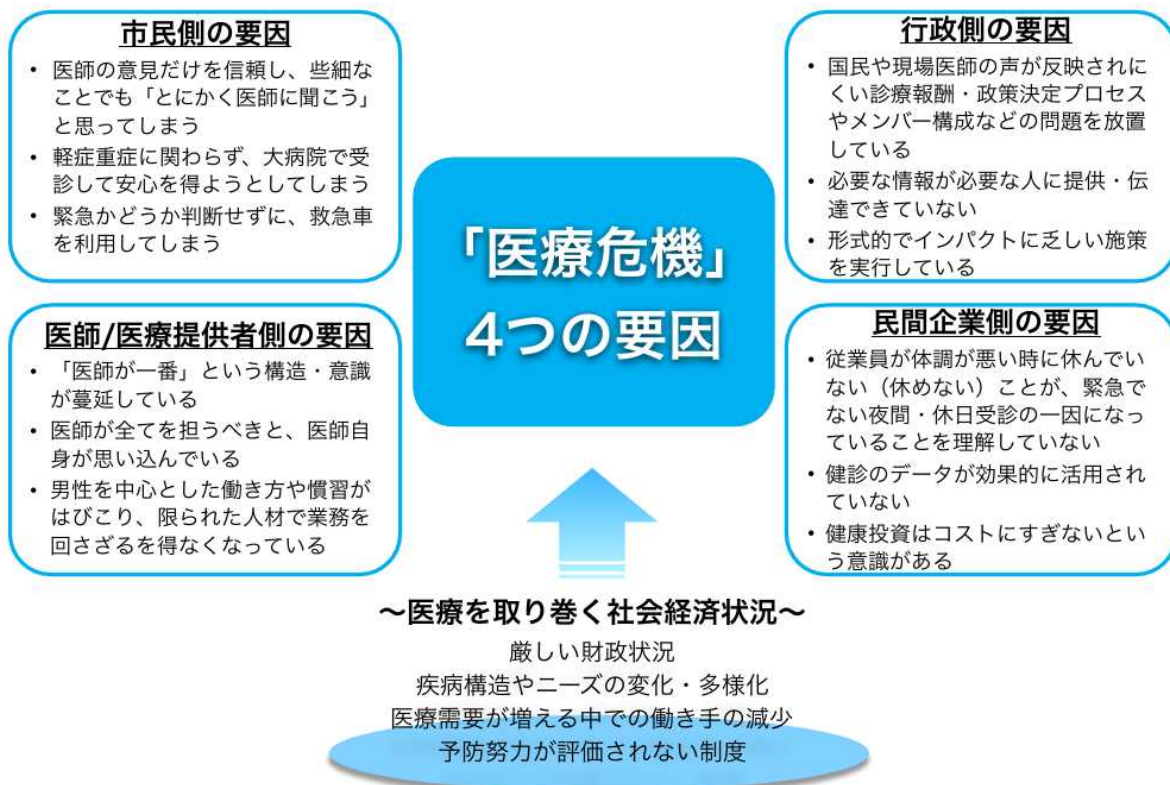 市民側の要因
• 医師の意見だけを信頼し、些細な
ことでも「とにかく医師に聞こう」
と思ってしまう
• 軽症重症に関わらず、大病院で受
診して安心を得ようとしてしまう
• 緊急かどうか判断せずに、救急車
を利用してしまう
行政側の要因
• 国民や現場医師の声が反映されに
くい診療報酬・政策決定プロセス
やメンバー構成などの問題を放置
している
• 必要な情報が必要な人に提供・伝
達できていない
• 形式的でインパクトに乏しい施策
を実行している
「医療危機」
4つの要因
医師/医療提供者側の要因
• 「医師が一番」という構造・意識
が蔓延している
• 医師が全てを担うべきと、医師自
身が思い込んでいる
• 男性を中心とした働き方や慣習が
はびこり、限られた人材で業務を
回さざるを得なくなっている
民間企業側の要因
• 従業員が体調が悪い時に休んでい
ない（休めない）ことが、緊急で
ない夜間・休日受診の一因になっ
ていることを理解していない
• 健診のデータが効果的に活用され
ていない
• 健康投資はコストにすぎないとい
う意識がある
〜医療を取り巻く社会経済状況〜
厳しい財政状況
疾病構造やニーズの変化・多様化
医療需要が増える中での働き手の減少
予防努力が評価されない制度